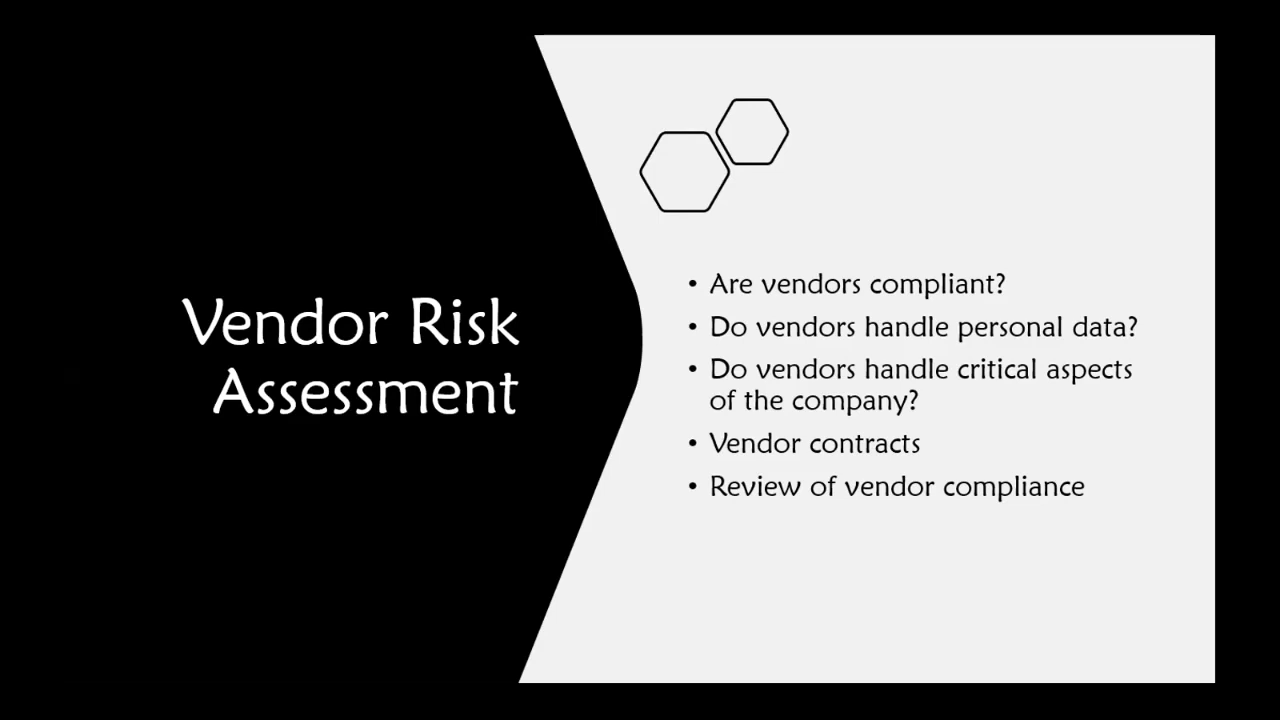 Vendor Risk
Assessment
• Are vendors compliant?
• Do vendors handle personal data?
• Do vendors handle critical aspects
of the company?
• Vendor contracts
• Review of vendor compliance